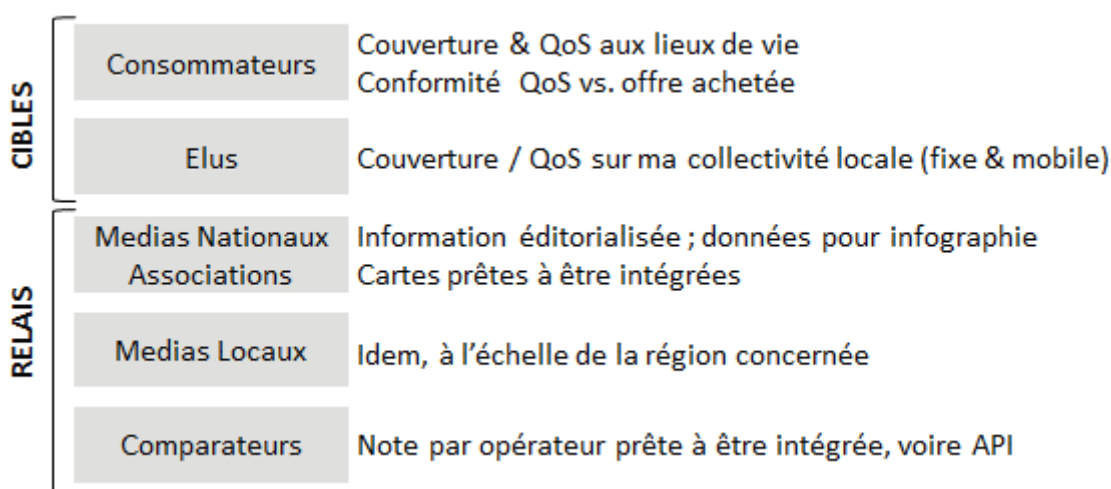 CIBLES
Consommateurs
Couverture & QoS aux lieux de vie
Conformité QoS vs. offre achetée
Elus
Couverture / QoS sur ma collectivité locale (fixe & mobile)
RELAIS
Medias Nationaux
Associations
Information éditorialisée ; données pour infographie
Cartes prêtes à être intégrées
Medias Locaux
Idem, à l'échelle de la région concernée
Comparateurs
Note par opérateur prête à être intégrée, voire API